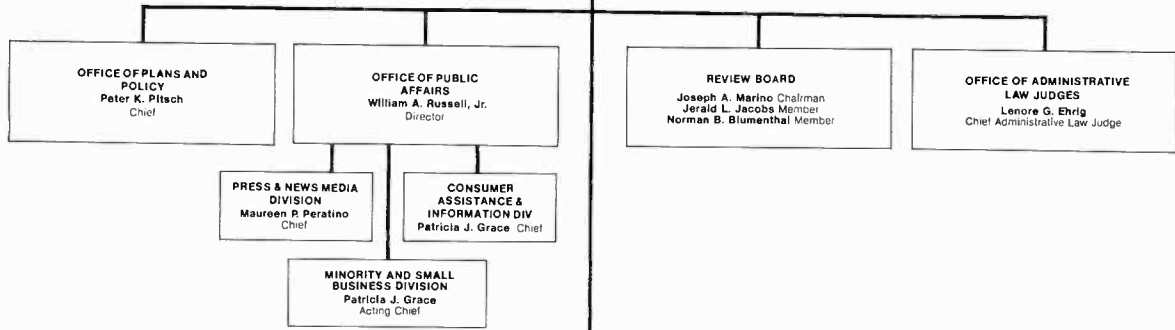 OFFICE OF PLANS AND
POLICY
Peter K. Pitsch
Chief
OFFICE OF PUBLIC
AFFAIRS
William A. Russell, Jr.
Director
REVIEW BOARD
Joseph A. Marino Chairman
Jerald L. Jacobs Member
Norman B. Blumenthal Member
OFFICE OF ADMINISTRATIVE
LAW JUDGES
Lenore G. Ehrig
Chief Administrative Law Judge
PRESS & NEWS MEDIA
DIVISION
Maureen P. Peratino
Chief
CONSUMER
ASSISTANCE &
INFORMATION DIV
Patricia J. Grace Chief
MINORITY AND SMALL
BUSINESS DIVISION
Patricia J. Grace
Acting Chief